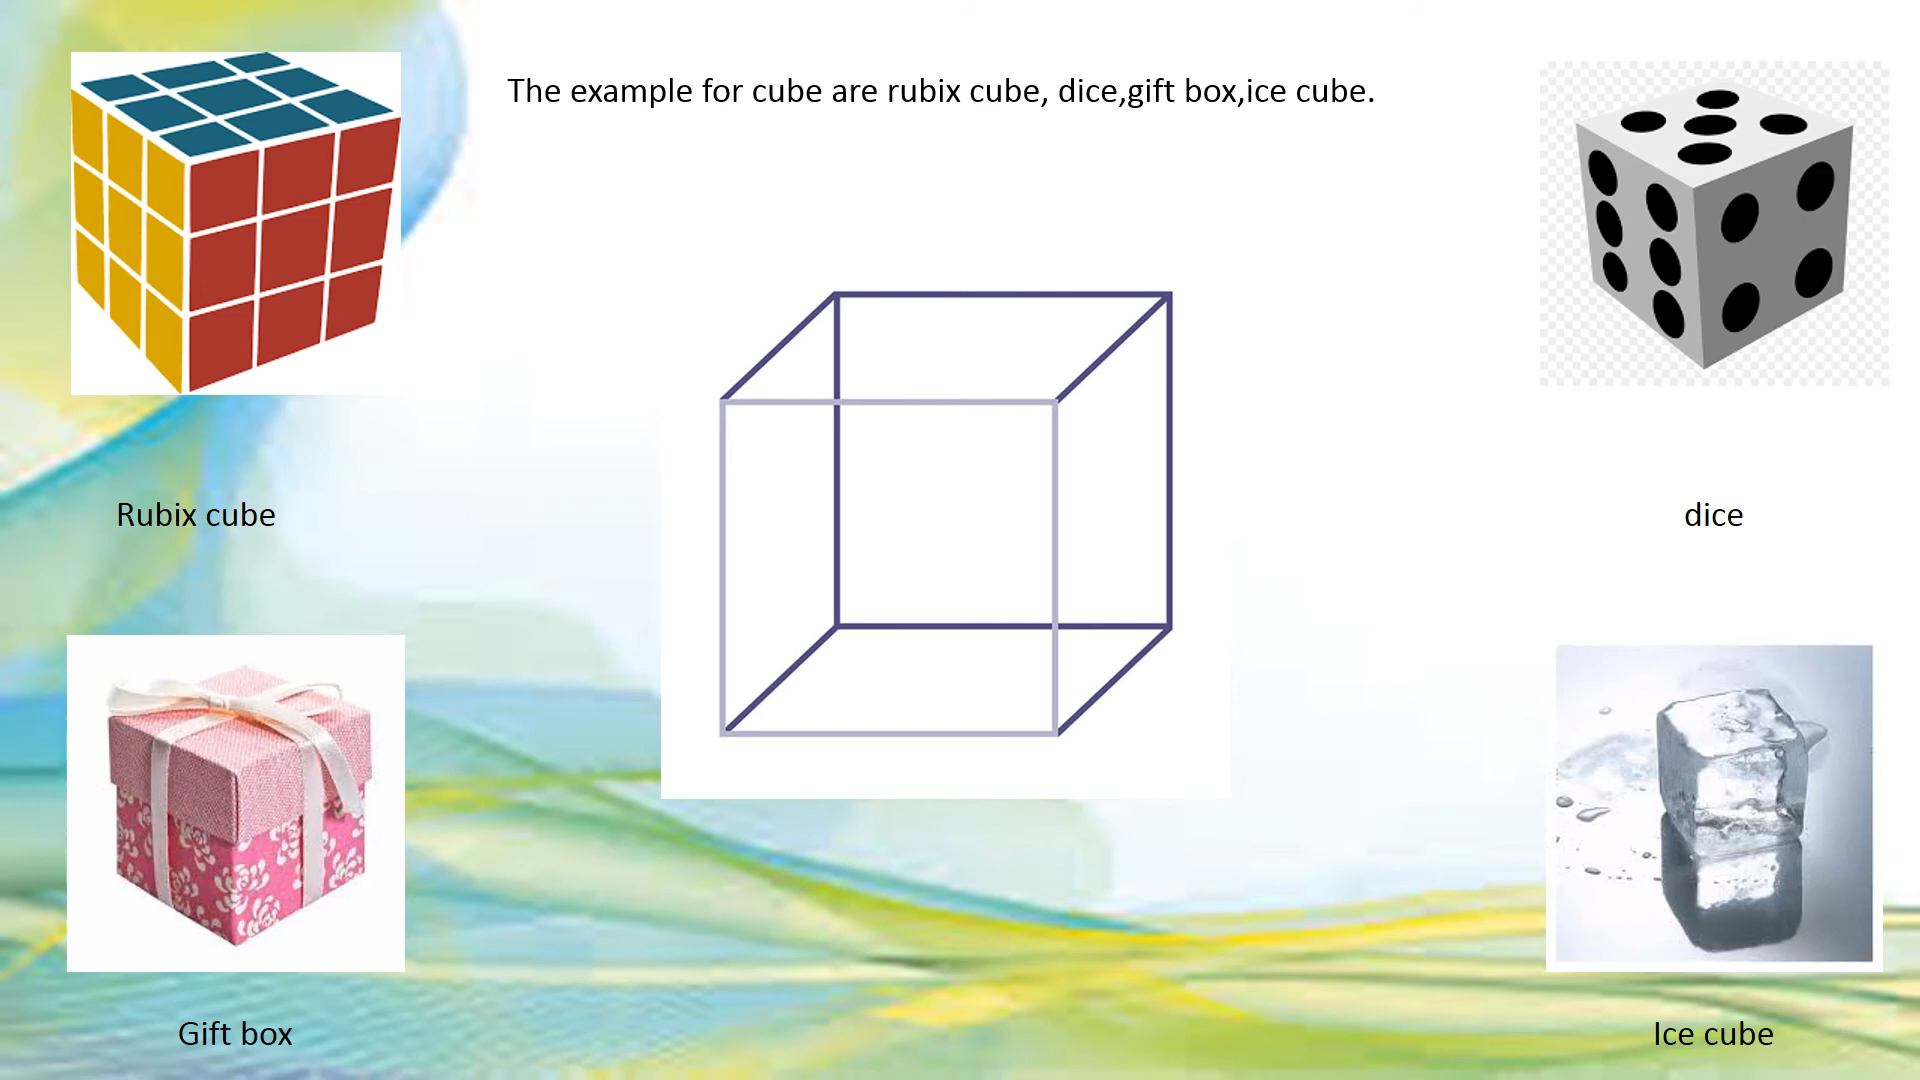 The example for cube are rubix cube, dice,gift box,ice cube.
Rubix cube
dice
Gift box
Ice cube